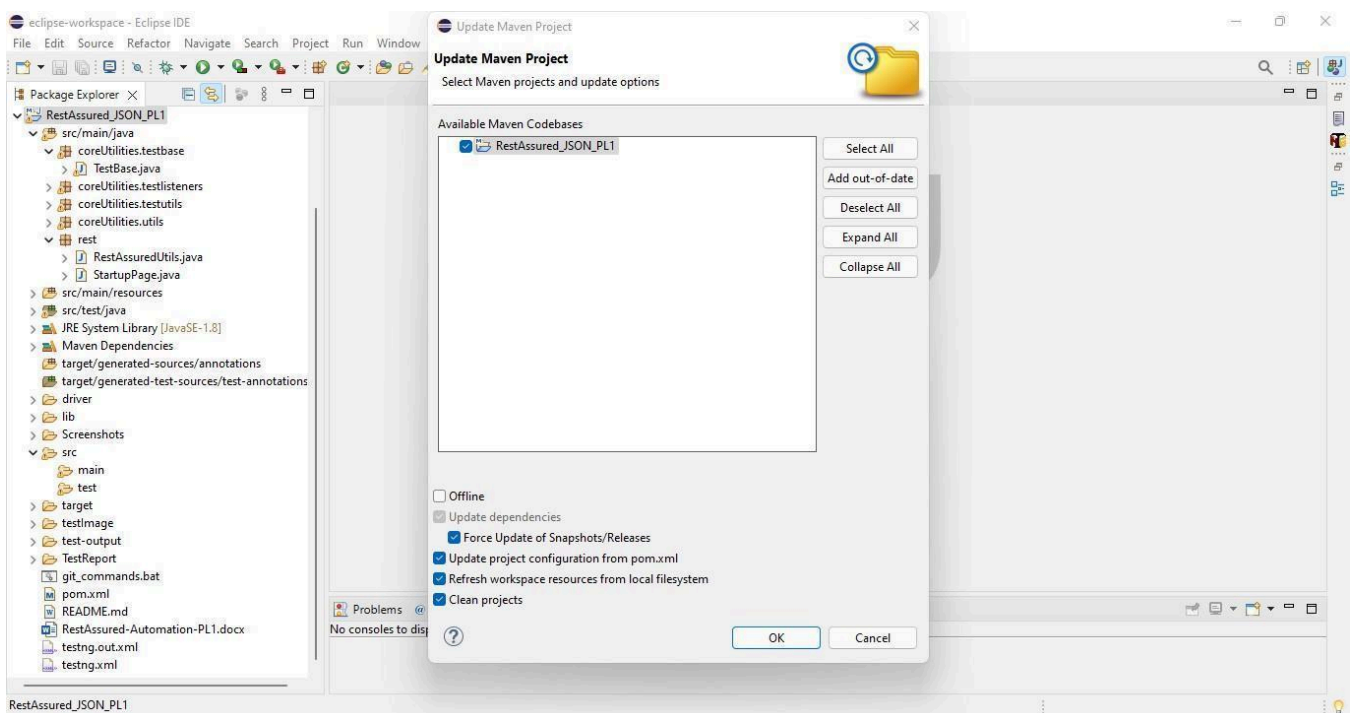 eclipse-workspace - Eclipse IDE
File Edit Source Refactor Navigate Search Project Run Window
Package Explorer
RestAssured_JSON_PL1
src/main/java
coreUtilities.testbase
TestBase.java
coreUtilities.testlisteners
coreUtilities.testutils
coreUtilities.utils
rest
RestAssuredUtils.java
StartupPage.java
src/main/resources
src/test/java
JRE System Library [JavaSE-1.8]
Maven Dependencies
target/generated-sources/annotations
target/generated-test-sources/test-annotations
driver
lib
Screenshots
src
main
test
target
testImage
test-output
TestReport
git_commands.bat
pom.xml
README.md
RestAssured-Automation-PL1.docx
testng.out.xml
testng.xml
RestAssured_JSON_PL1
Problems @
No consoles to disp
Update Maven Project
Update Maven Project
Select Maven projects and update options
Available Maven Codebases
RestAssured_JSON_PL1
Select All
Add out-of-date
Deselect All
Expand All
Collapse All
Offline
Update dependencies
Force Update of Snapshots/Releases
Update project configuration from pom.xml
Refresh workspace resources from local filesystem
Clean projects
OK Cancel